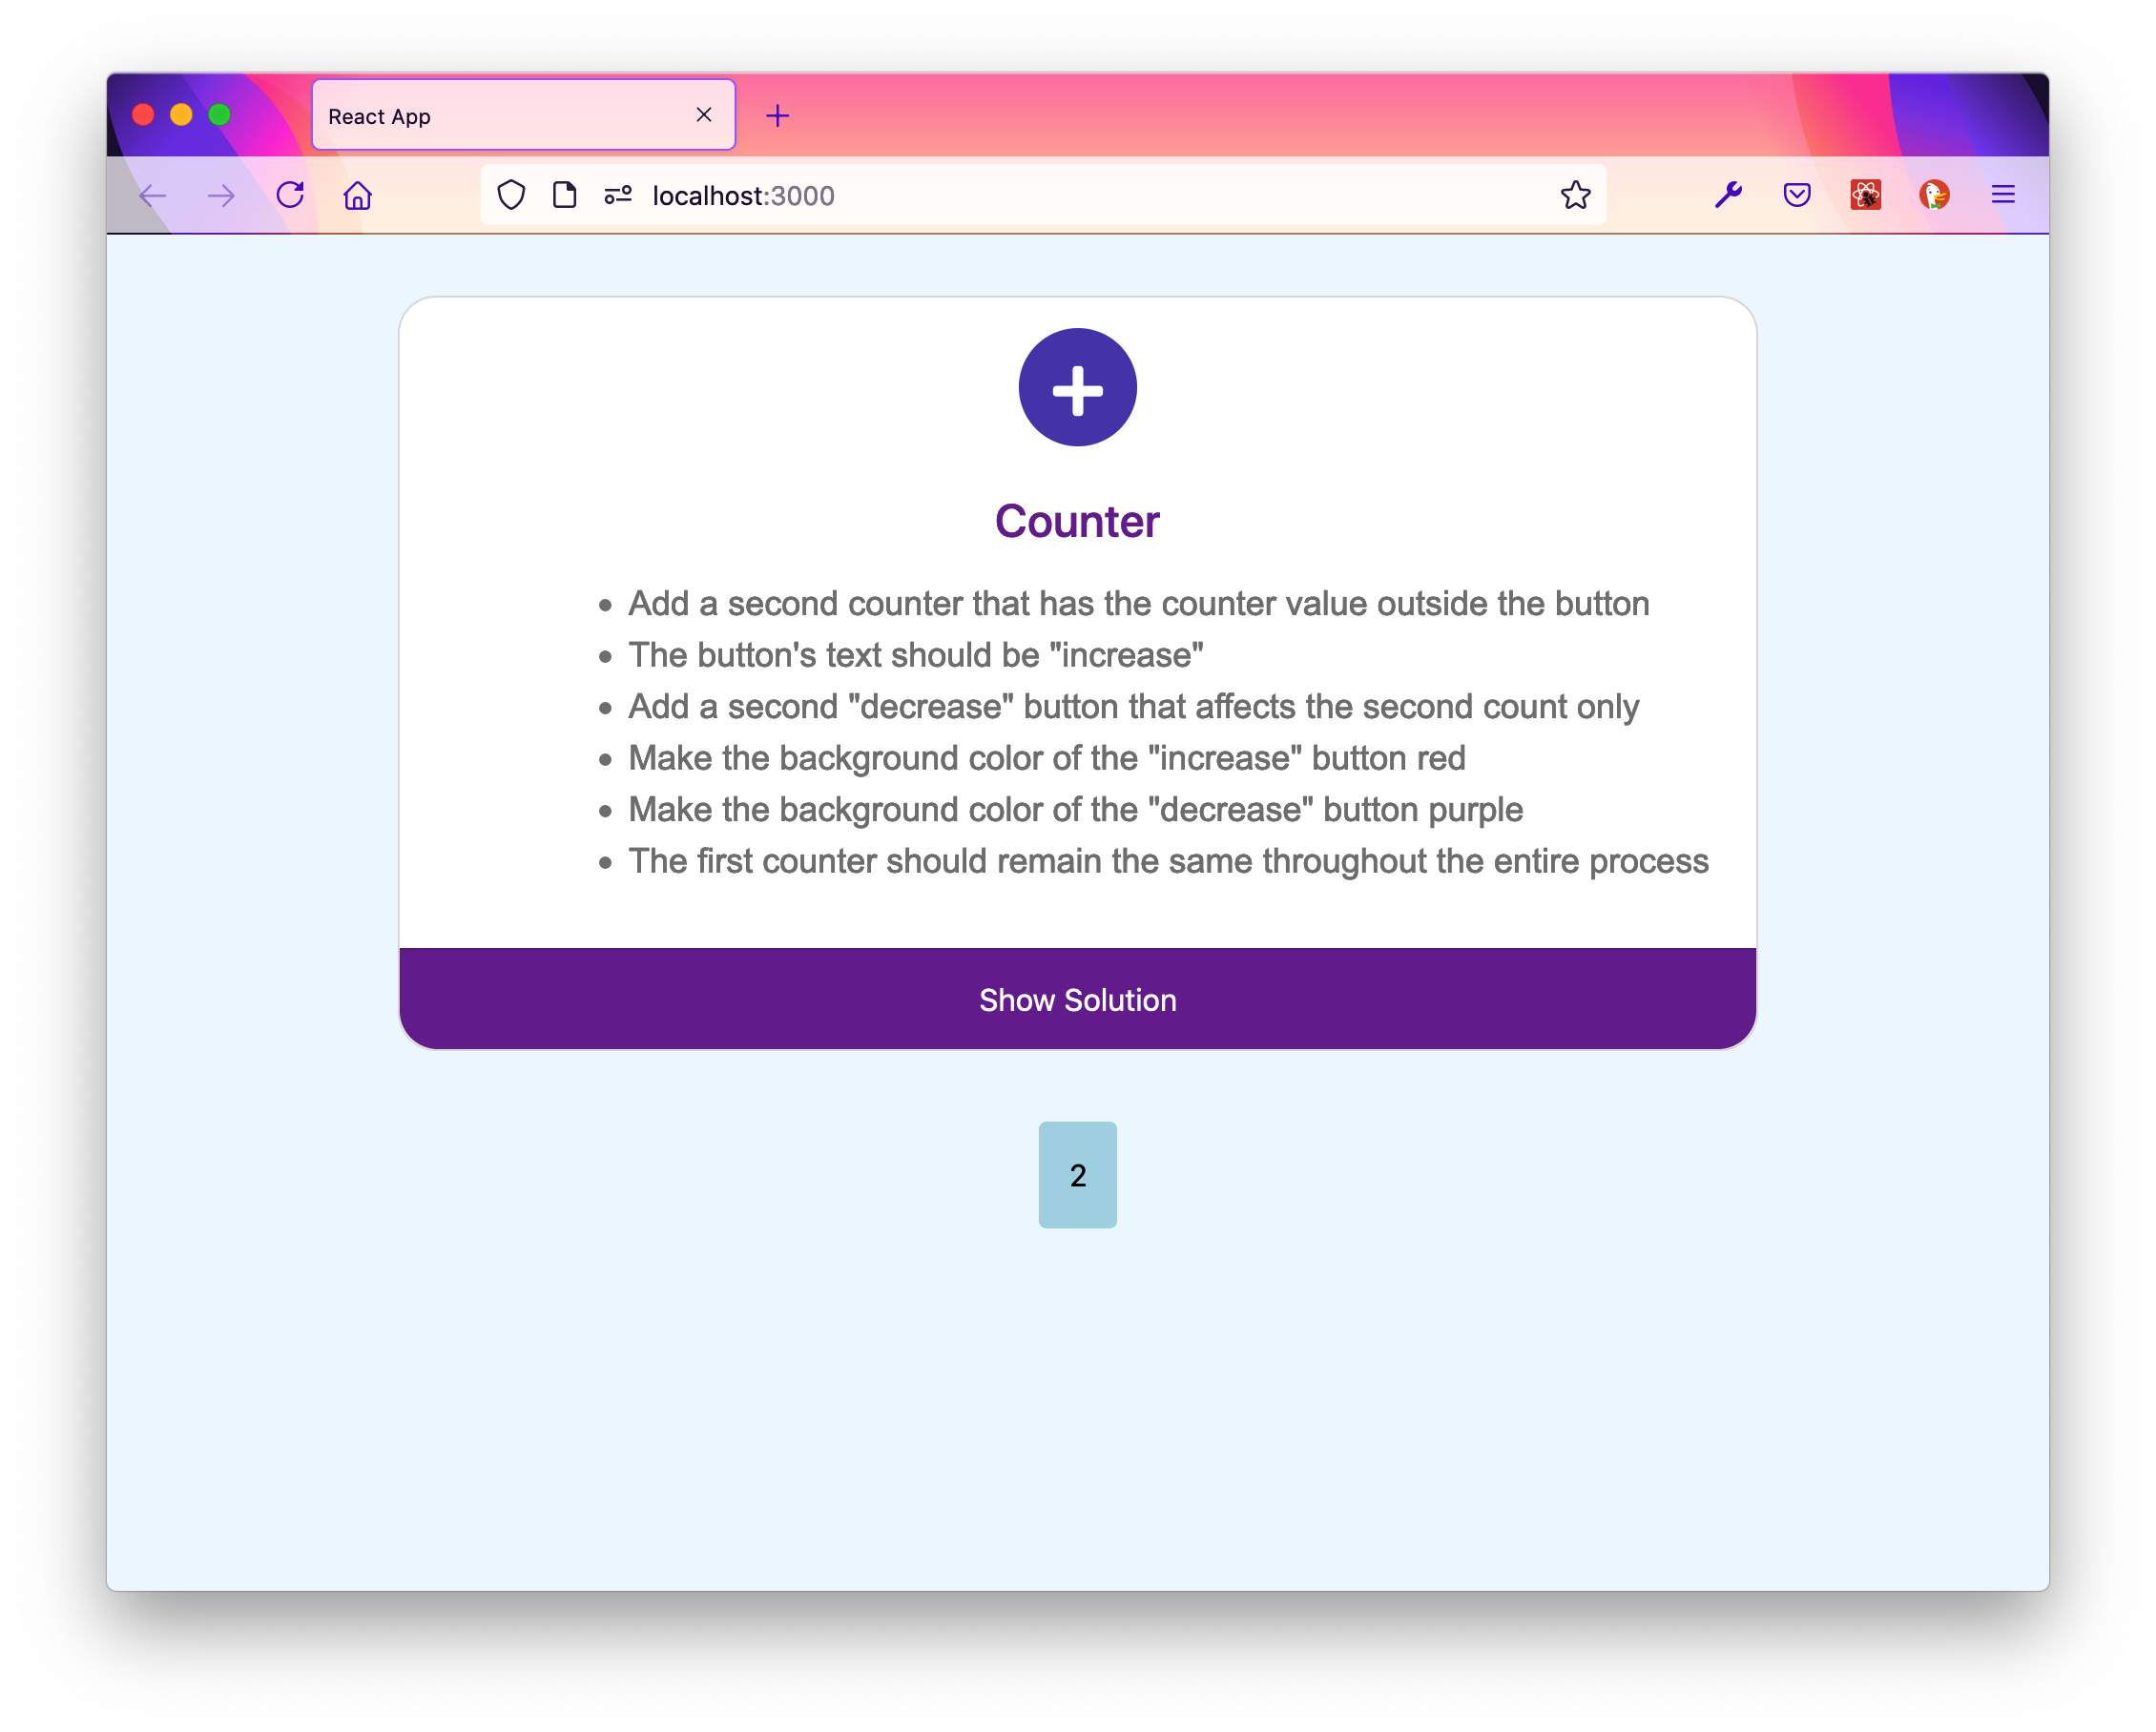 React App
localhost:3000
Counter
Add a second counter that has the counter value outside the button
The button's text should be "increase"
Add a second "decrease" button that affects the second count only
Make the background color of the "increase" button red
Make the background color of the "decrease" button purple
The first counter should remain the same throughout the entire process
Show Solution
2